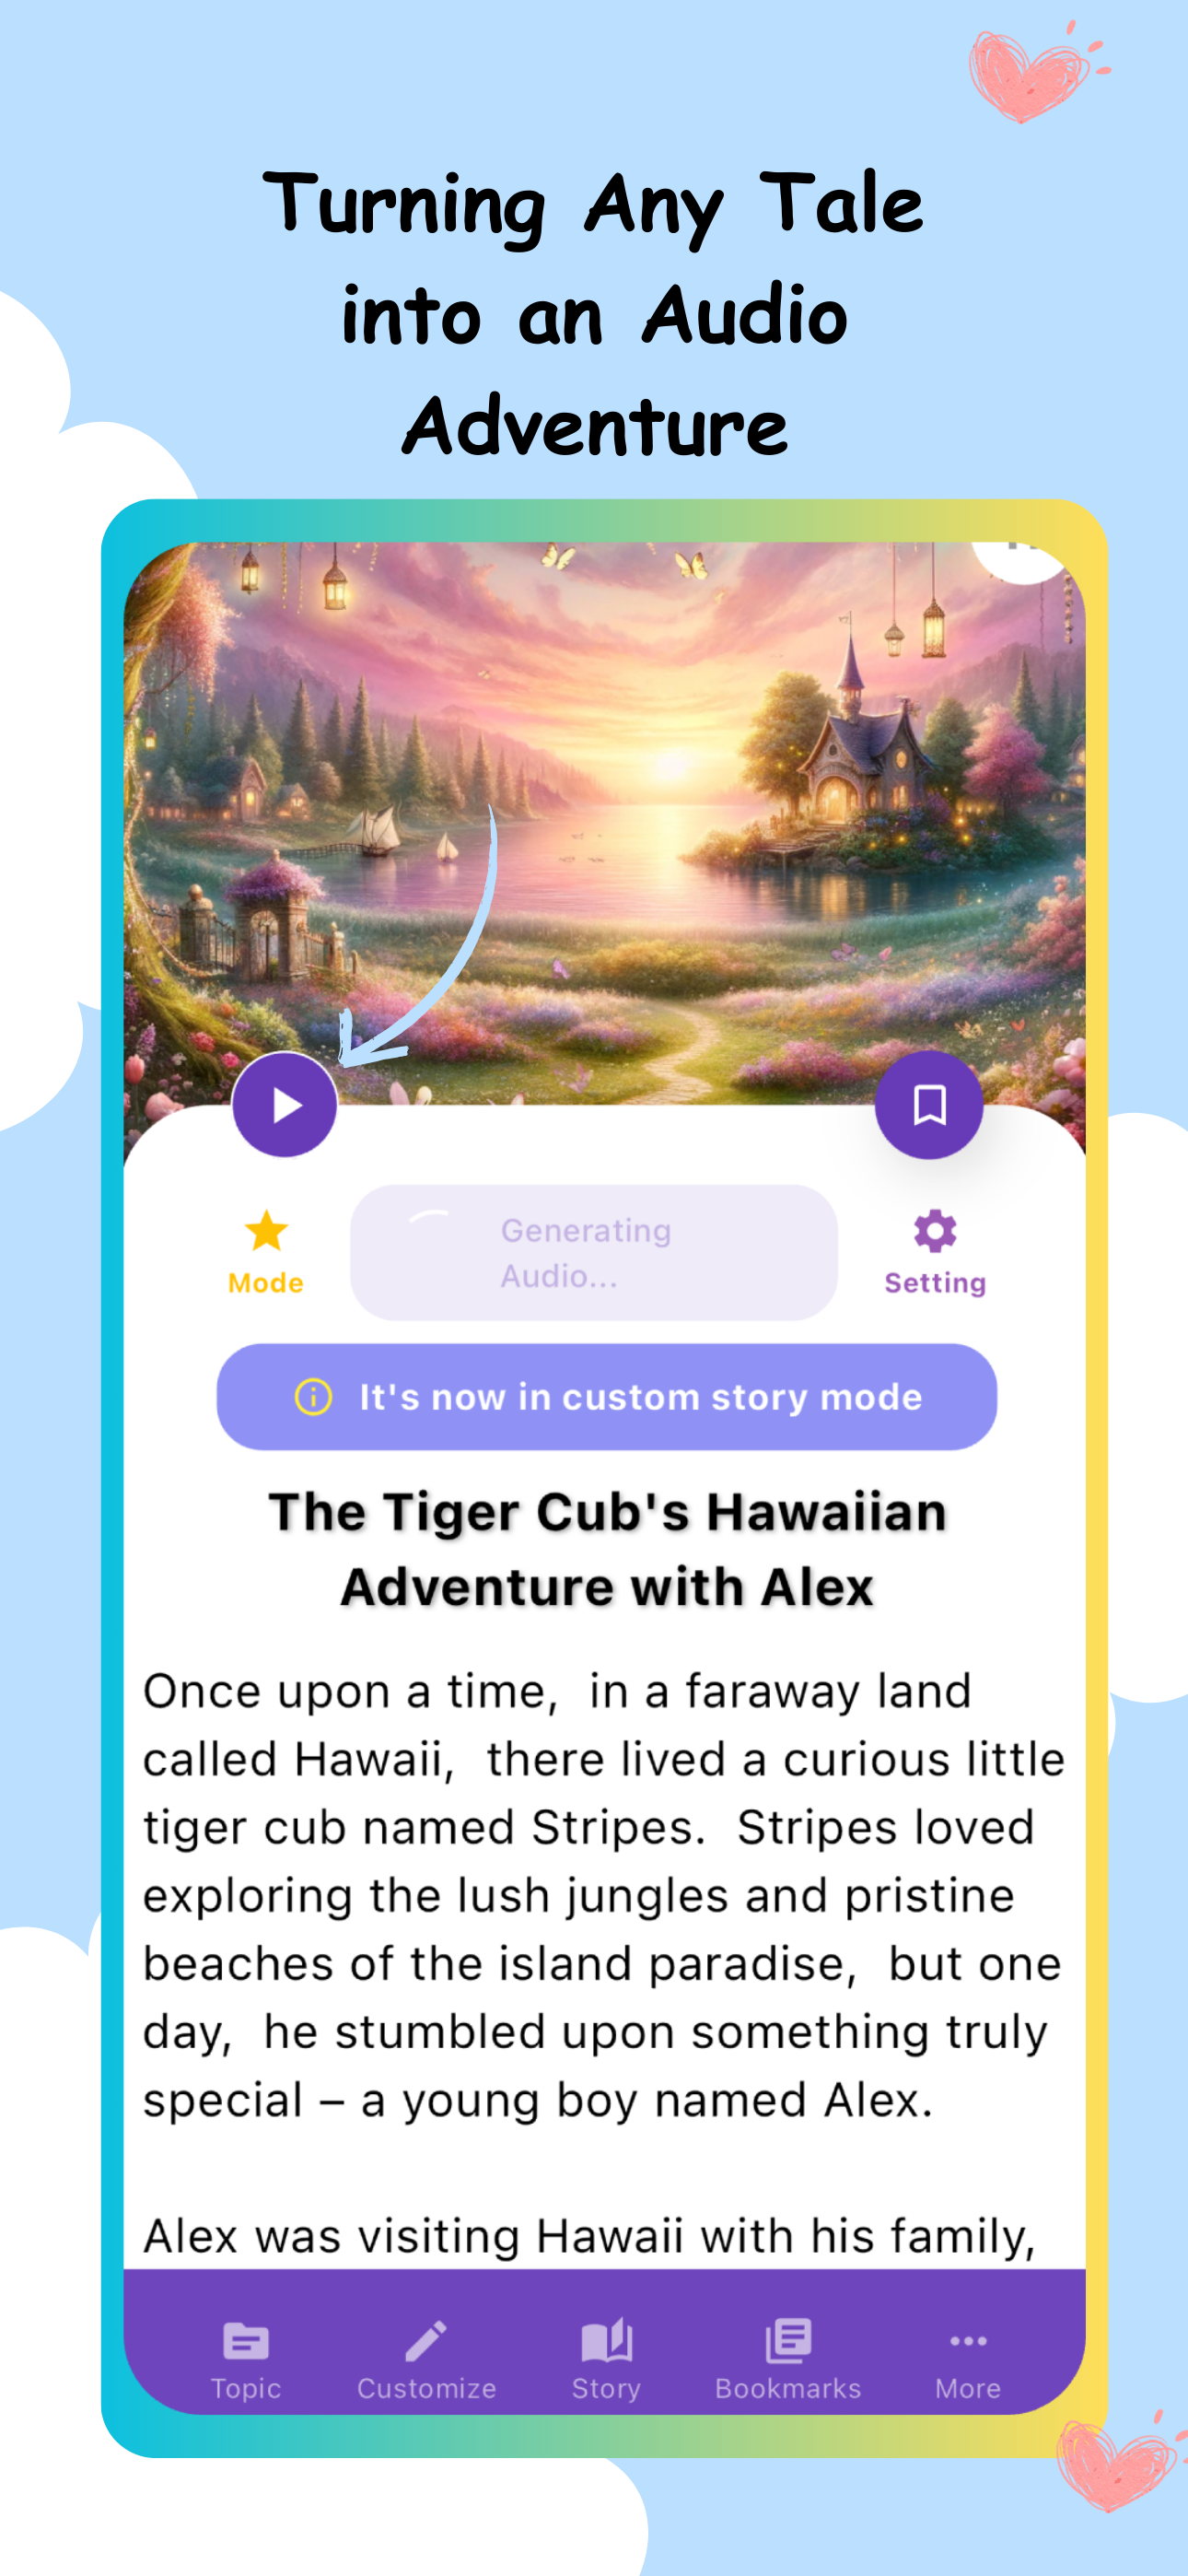 Turning Any Tale
into an Audio
Adventure
Mode
Generating
Audio...
Setting
It's now in custom story mode
The Tiger Cub's Hawaiian
Adventure with Alex
Once upon a time,  in a faraway land
called Hawaii,  there lived a curious little
tiger cub named Stripes.  Stripes loved
exploring the lush jungles and pristine
beaches of the island paradise,  but one
day,  he stumbled upon something truly
special – a young boy named Alex.
Alex was visiting Hawaii with his family,
Topic
Customize
Story
Bookmarks
More